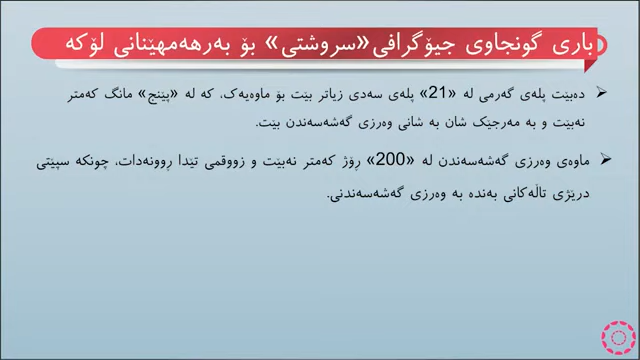 باری گونجاوی جیۆگرافی«سروشتی» بۆ بەرهەمهێنانی لۆکە
دەبێت پلەی گەرمی لە «21» پلەی سەدی زیاتر بێت بۆ ماوەیەک، کە لە «پێنج» مانگ کەمتر
نەبێت و بە مەرجێک شان بە شانی وەرزی گەشەسەندن بێت.
ماوەی وەرزی گەشەسەندن لە «200» ڕۆژ کەمتر نەبێت و زووقمی تێدا ڕوونەدات، چونکە سپێتی
درێژی تاڵەکانی بەندە بە وەرزی گەشەسەندنی.